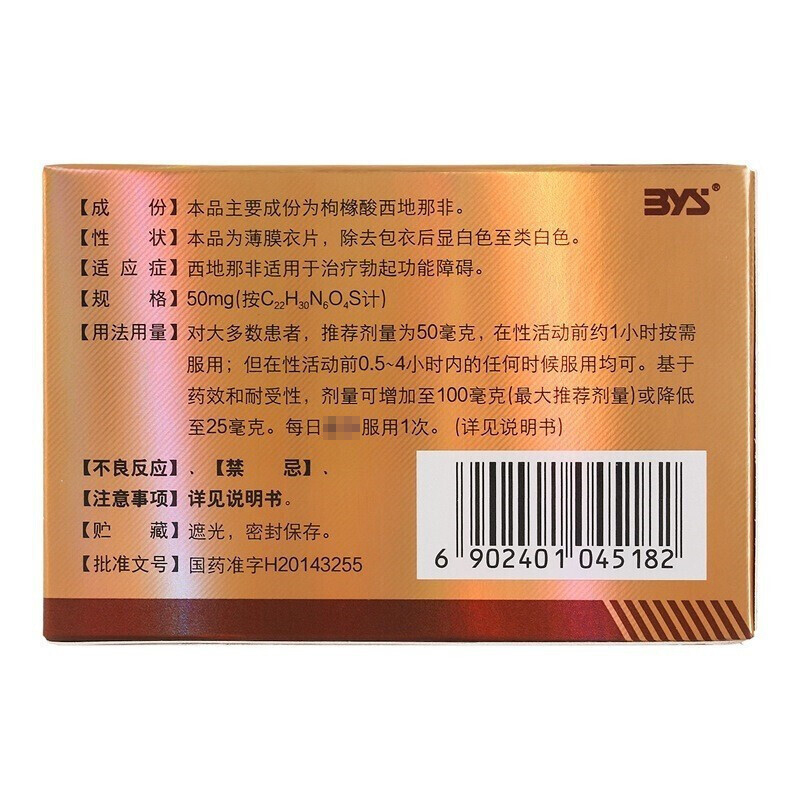 BYS®
【成 份】本品主要成份为枸橼酸西地那非。
【性 状】本品为薄膜衣片，除去包衣后显白色至类白色。
【适应症】西地那非适用于治疗勃起功能障碍。
【规 格】50mg(按C₂₂H₃₀N₆O₄S计)
【用法用量】对大多数患者，推荐剂量为50毫克，在性活动前约1小时按需
服用；但在性活动前0.5~4小时内的任何时候服用均可。基于
药效和耐受性，剂量可增加至100毫克(最大推荐剂量)或降低
至25毫克。每日服用1次。(详见说明书)
【不良反应】、【禁 忌】、
【注意事项】详见说明书。
【贮 藏】遮光，密封保存。
【批准文号】国药准字H20143255
6 902401 045182